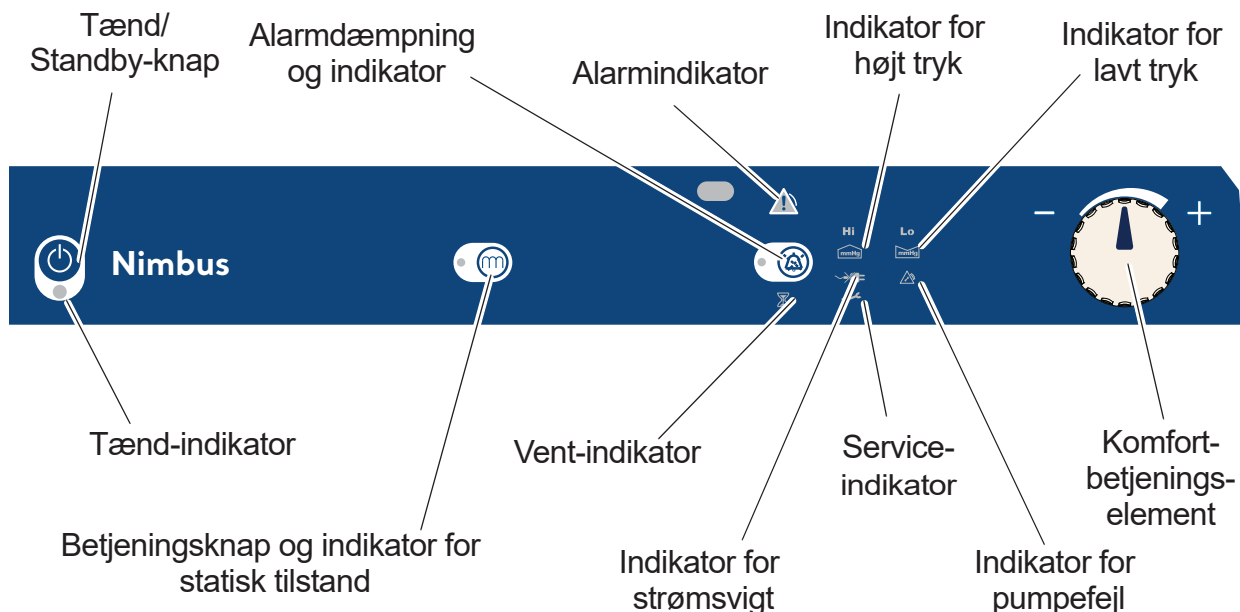 Tænd/
Standby-knap
Alarmdæmpning
og indikator
Alarmindikator
Indikator for
højt tryk
Indikator for
lavt tryk
Hi
mmHg
Lo
mmHg
Nimbus
Tænd-indikator
Betjeningsknap og indikator for
statisk tilstand
Vent-indikator
Indikator for
strømsvigt
Service-
indikator
Indikator for
pumpefejl
Komfort-
betjenings-
element